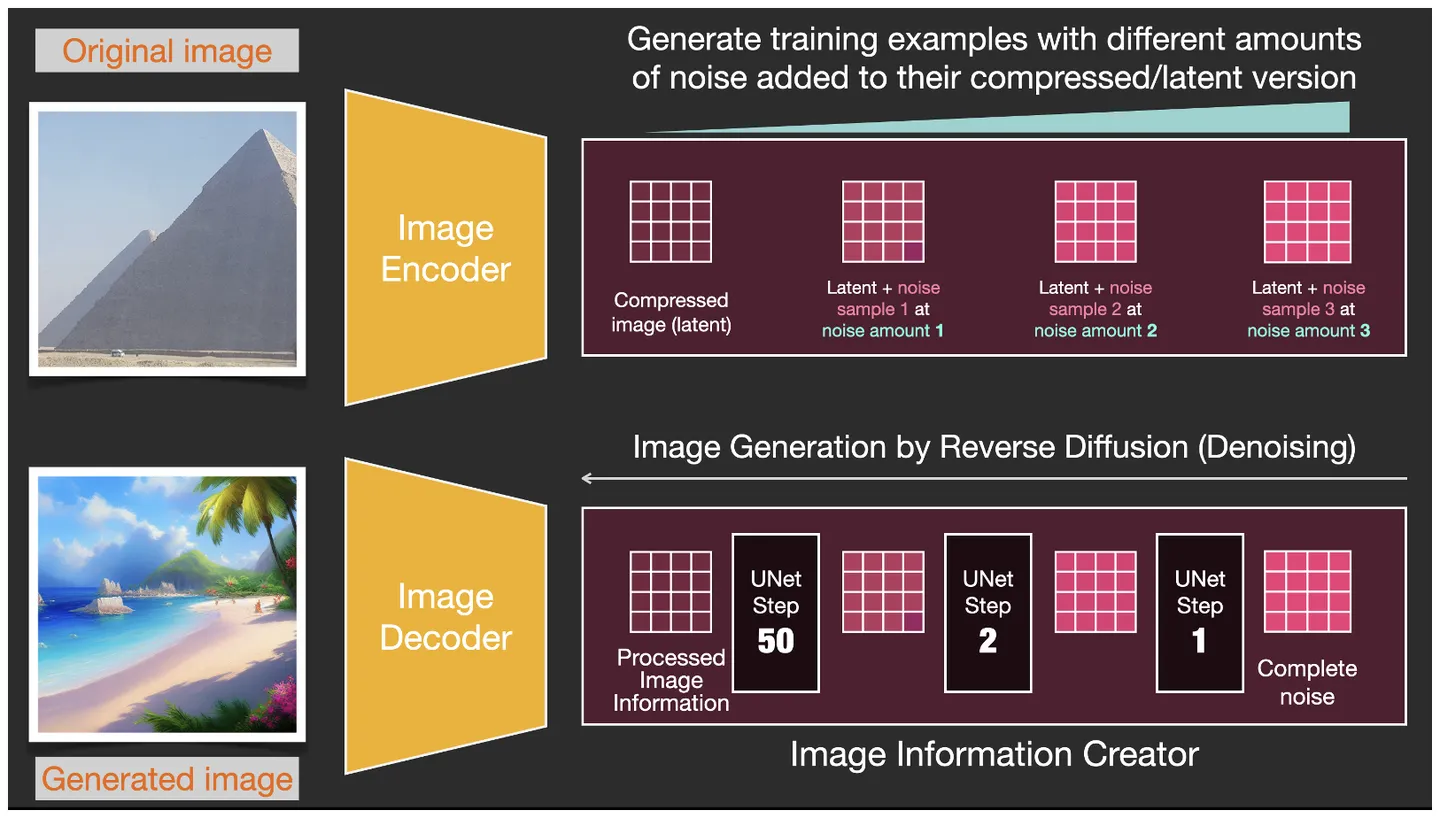 Original image
Generate training examples with different amounts
of noise added to their compressed/latent version
Image
Encoder
Compressed
image (latent)
Latent + noise
sample 1 at
noise amount 1
Latent + noise
sample 2 at
noise amount 2
Latent + noise
sample 3 at
noise amount 3
Image Generation by Reverse Diffusion (Denoising)
Image
Decoder
Processed
Image
Information
UNet
Step
50
UNet
Step
2
UNet
Step
1
Complete
noise
Image Information Creator
Generated image